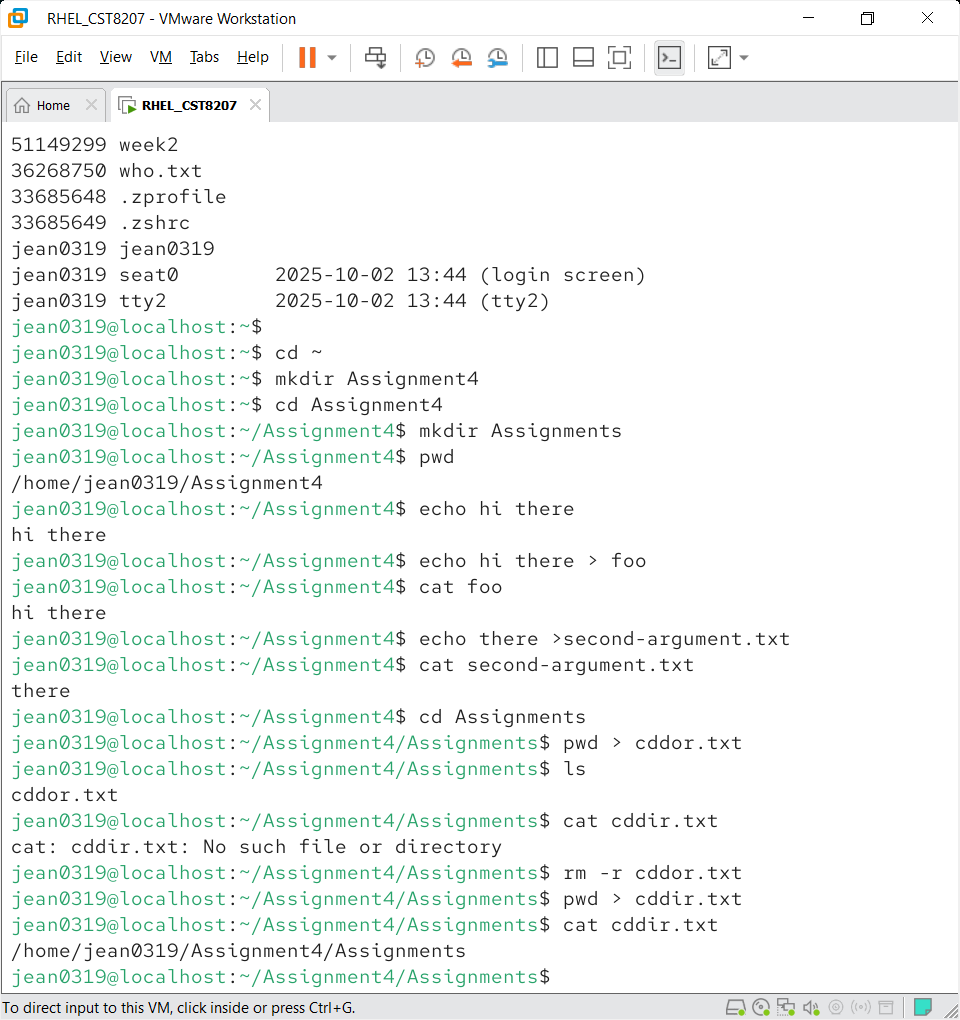 RHEL_CST8207 - VMware Workstation
File Edit View VM Tabs Help
Home RHEL_CST8207
51149299 week2
36268750 who.txt
33685648 .zprofile
33685649 .zshrc
jean0319 jean0319
jean0319 seat0        2025-10-02 13:44 (login screen)
jean0319 tty2         2025-10-02 13:44 (tty2)
jean0319@localhost:~$
jean0319@localhost:~$ cd ~
jean0319@localhost:~$ mkdir Assignment4
jean0319@localhost:~$ cd Assignment4
jean0319@localhost:~/Assignment4$ mkdir Assignments
jean0319@localhost:~/Assignment4$ pwd
/home/jean0319/Assignment4
jean0319@localhost:~/Assignment4$ echo hi there
hi there
jean0319@localhost:~/Assignment4$ echo hi there > foo
jean0319@localhost:~/Assignment4$ cat foo
hi there
jean0319@localhost:~/Assignment4$ echo there >second-argument.txt
jean0319@localhost:~/Assignment4$ cat second-argument.txt
there
jean0319@localhost:~/Assignment4$ cd Assignments
jean0319@localhost:~/Assignment4/Assignments$ pwd > cddor.txt
jean0319@localhost:~/Assignment4/Assignments$ ls
cddor.txt
jean0319@localhost:~/Assignment4/Assignments$ cat cddir.txt
cat: cddir.txt: No such file or directory
jean0319@localhost:~/Assignment4/Assignments$ rm -r cddor.txt
jean0319@localhost:~/Assignment4/Assignments$ pwd > cddir.txt
jean0319@localhost:~/Assignment4/Assignments$ cat cddir.txt
/home/jean0319/Assignment4/Assignments
jean0319@localhost:~/Assignment4/Assignments$
To direct input to this VM, click inside or press Ctrl+G.